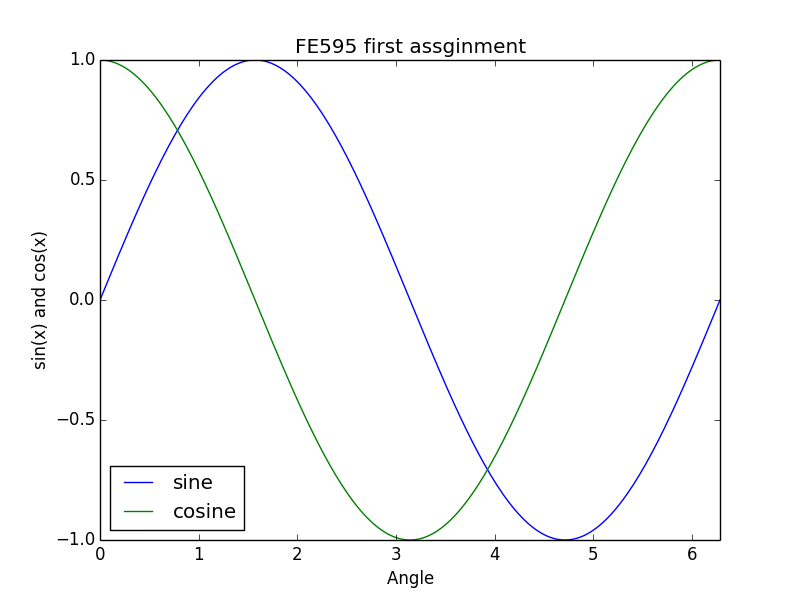 FE595 first assginment
1.0
0.5
0.0
−0.5
−1.0
sin(x) and cos(x)
sine
cosine
0 1 2 3 4 5 6
Angle